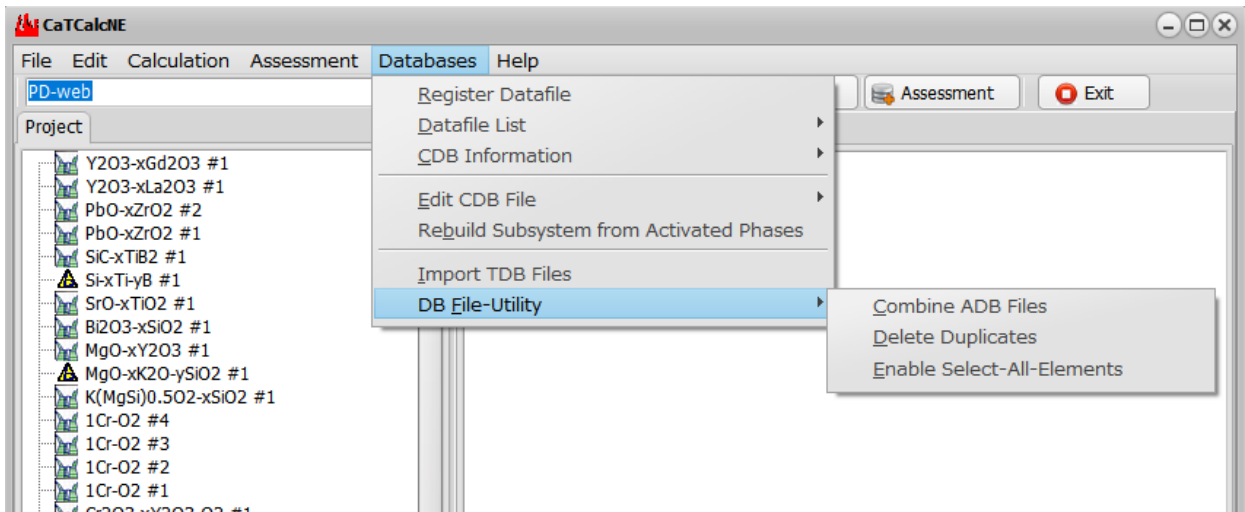 CaTCalcNE
File Edit Calculation Assessment Databases Help
PD-web
Assessment
Exit
Project
Register Datafile
Datafile List
CDB Information
Edit CDB File
Rebuild Subsystem from Activated Phases
Import TDB Files
DB File-Utility
Combine ADB Files
Delete Duplicates
Enable Select-All-Elements
Y2O3-xGd2O3 #1
Y2O3-xLa2O3 #1
PbO-xZrO2 #2
PbO-xZrO2 #1
SiC-xTiB2 #1
Si-xTi-yB #1
SrO-xTiO2 #1
Bi2O3-xSiO2 #1
MgO-xY2O3 #1
MgO-xK2O-ySiO2 #1
K(MgSi)0.5O2-xSiO2 #1
1Cr-O2 #4
1Cr-O2 #3
1Cr-O2 #2
1Cr-O2 #1